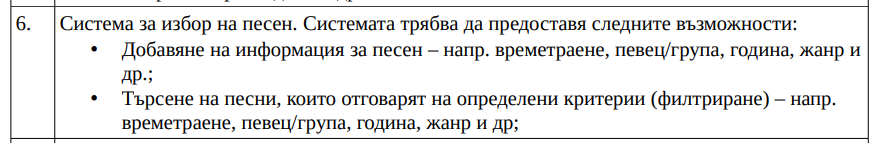 6. Система за избор на песен. Системата трябва да предоставя следните възможности:
• Добавяне на информация за песен – напр. времетраене, певец/група, година, жанр и
др.;
• Търсене на песни, които отговарят на определени критерии (филтриране) – напр.
времетраене, певец/група, година, жанр и др;